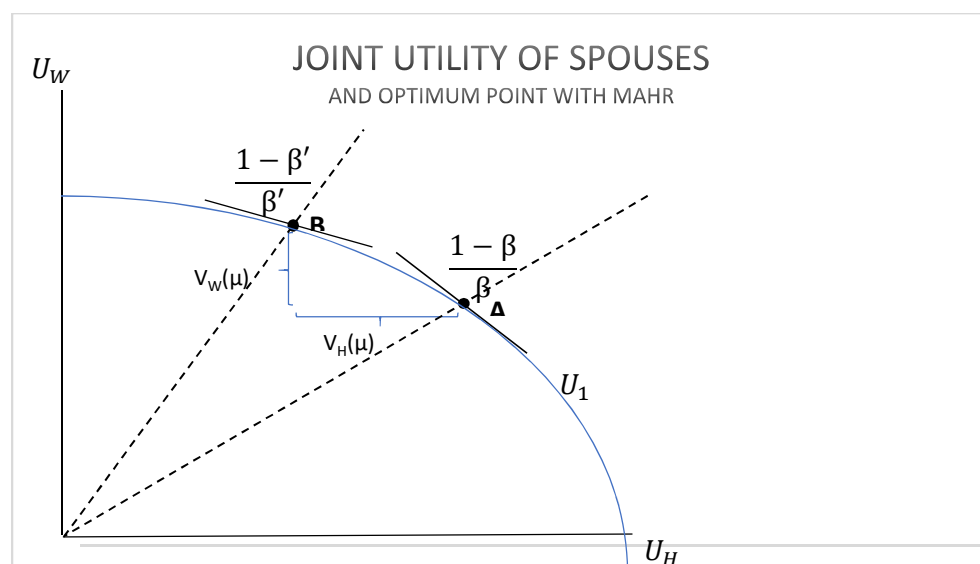 JOINT UTILITY OF SPOUSES
AND OPTIMUM POINT WITH MAHR
U_W
1 − β′
β′
B
1 − β
β
A
V_W(μ)
V_H(μ)
U_1
U_H